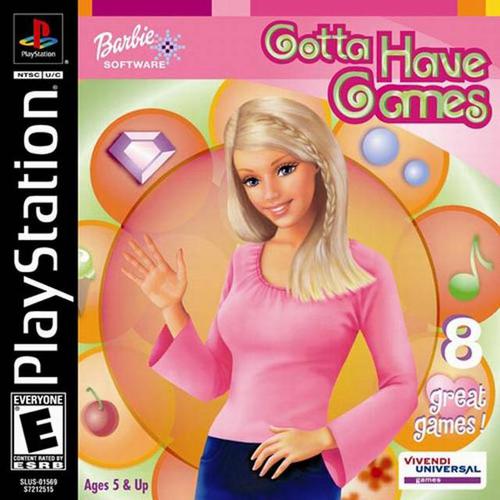 PlayStation
NTSC U/C
PlayStation
EVERYONE
E
CONTENT RATED BY
ESRB
SLUS-01569
S7212515
Barbie
SOFTWARE
Gotta Have
Games
8
great
games!
Ages 5 & Up
VIVENDI
UNIVERSAL
games